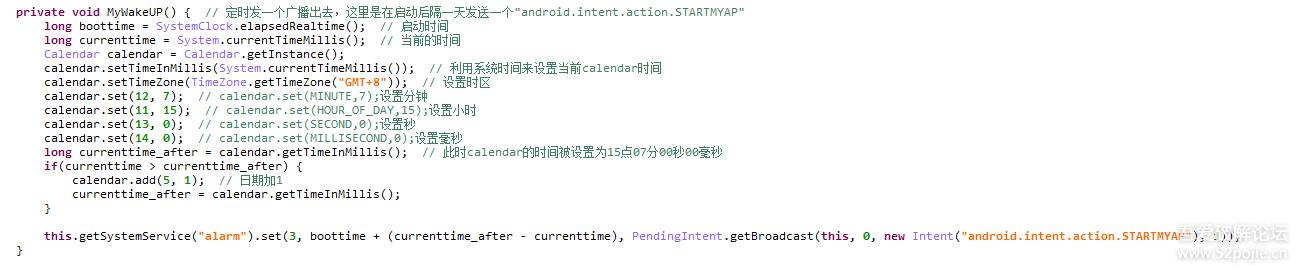 private void MyWakeUP() {  // 定时发一个广播出去，这里是在启动后隔一天发送一个"android.intent.action.STARTMYAP"
long boottime = SystemClock.elapsedRealtime();  // 启动时间
long currenttime = System.currentTimeMillis();  // 当前的时间
Calendar calendar = Calendar.getInstance();
calendar.setTimeInMillis(System.currentTimeMillis());  // 利用系统时间来设置当前calendar时间
calendar.setTimeZone(TimeZone.getTimeZone("GMT+8"));  // 设置时区
calendar.set(12, 7);  // calendar.set(MINUTE,7);设置分钟
calendar.set(11, 15);  // calendar.set(HOUR_OF_DAY,15);设置小时
calendar.set(13, 0);  // calendar.set(SECOND,0);设置秒
calendar.set(14, 0);  // calendar.set(MILLISECOND,0);设置毫秒
long currenttime_after = calendar.getTimeInMillis();  // 此时calendar的时间被设置为15点07分00秒00毫秒
if(currenttime > currenttime_after) {
calendar.add(5, 1);  // 日期加1
currenttime_after = calendar.getTimeInMillis();
}
this.getSystemService("alarm").set(3, boottime + (currenttime_after - currenttime), PendingIntent.getBroadcast(this, 0, new Intent("android.intent.action.STARTMYAP"),
}
吾爱破解论坛
www.52pojie.cn